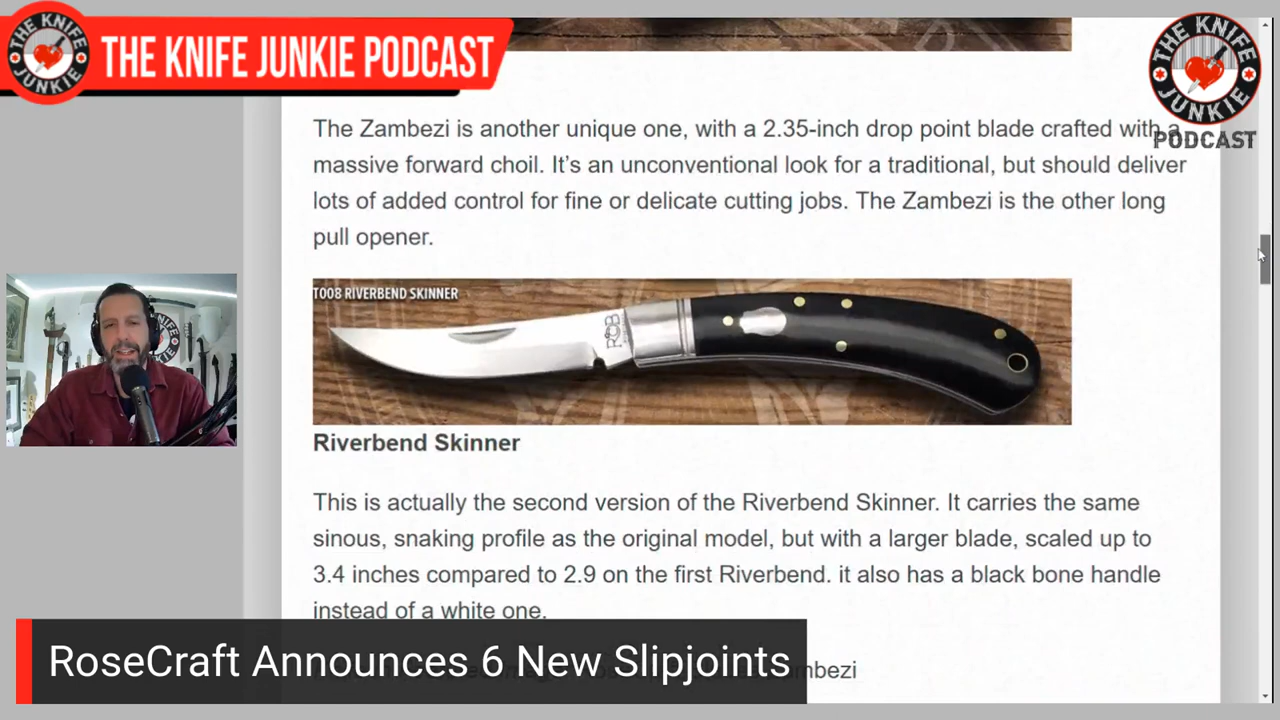 THE KNIFE JUNKIE
THE KNIFE JUNKIE PODCAST
THE KNIFE JUNKIE
PODCAST
The Zambezi is another unique one, with a 2.35-inch drop point blade crafted with a
massive forward choil. It’s an unconventional look for a traditional, but should deliver
lots of added control for fine or delicate cutting jobs. The Zambezi is the other long
pull opener.
T008 RIVERBEND SKINNER
Riverbend Skinner
This is actually the second version of the Riverbend Skinner. It carries the same
sinous, snaking profile as the original model, but with a larger blade, scaled up to
3.4 inches compared to 2.9 on the first Riverbend. it also has a black bone handle
instead of a white one.
RoseCraft Announces 6 New Slipjoints